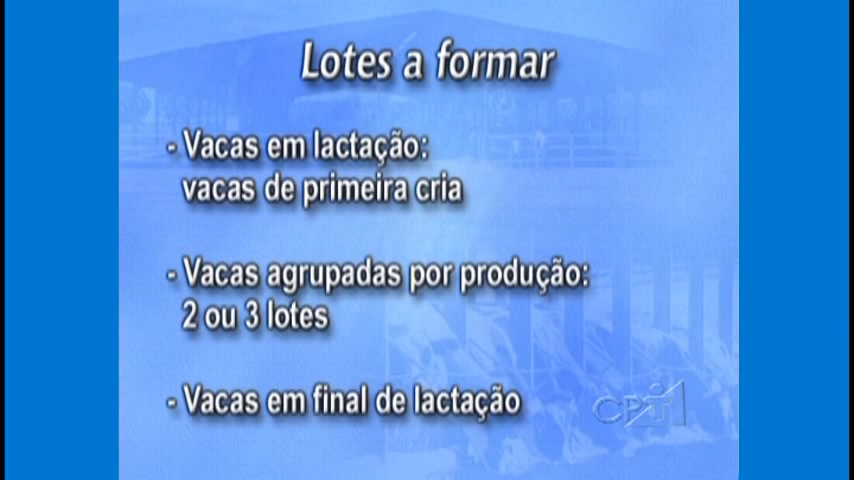 Lotes a formar
- Vacas em lactação:
vacas de primeira cria
- Vacas agrupadas por produção:
2 ou 3 lotes
- Vacas em final de lactação
CPT